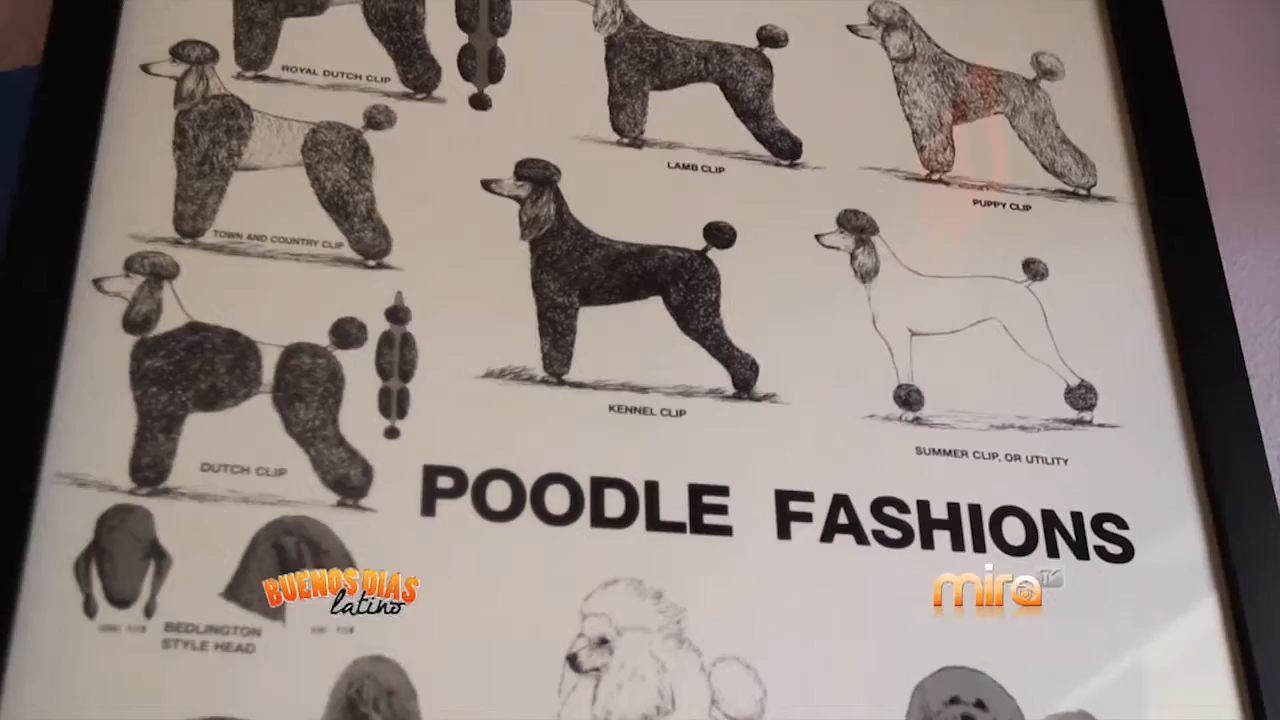 ROYAL DUTCH CLIP
LAMB CLIP
PUPPY CLIP
TOWN AND COUNTRY CLIP
KENNEL CLIP
SUMMER CLIP, OR UTILITY
DUTCH CLIP
POODLE FASHIONS
BUENOS DIAS
latino
mira TV
BEDLINGTON
STYLE HEAD